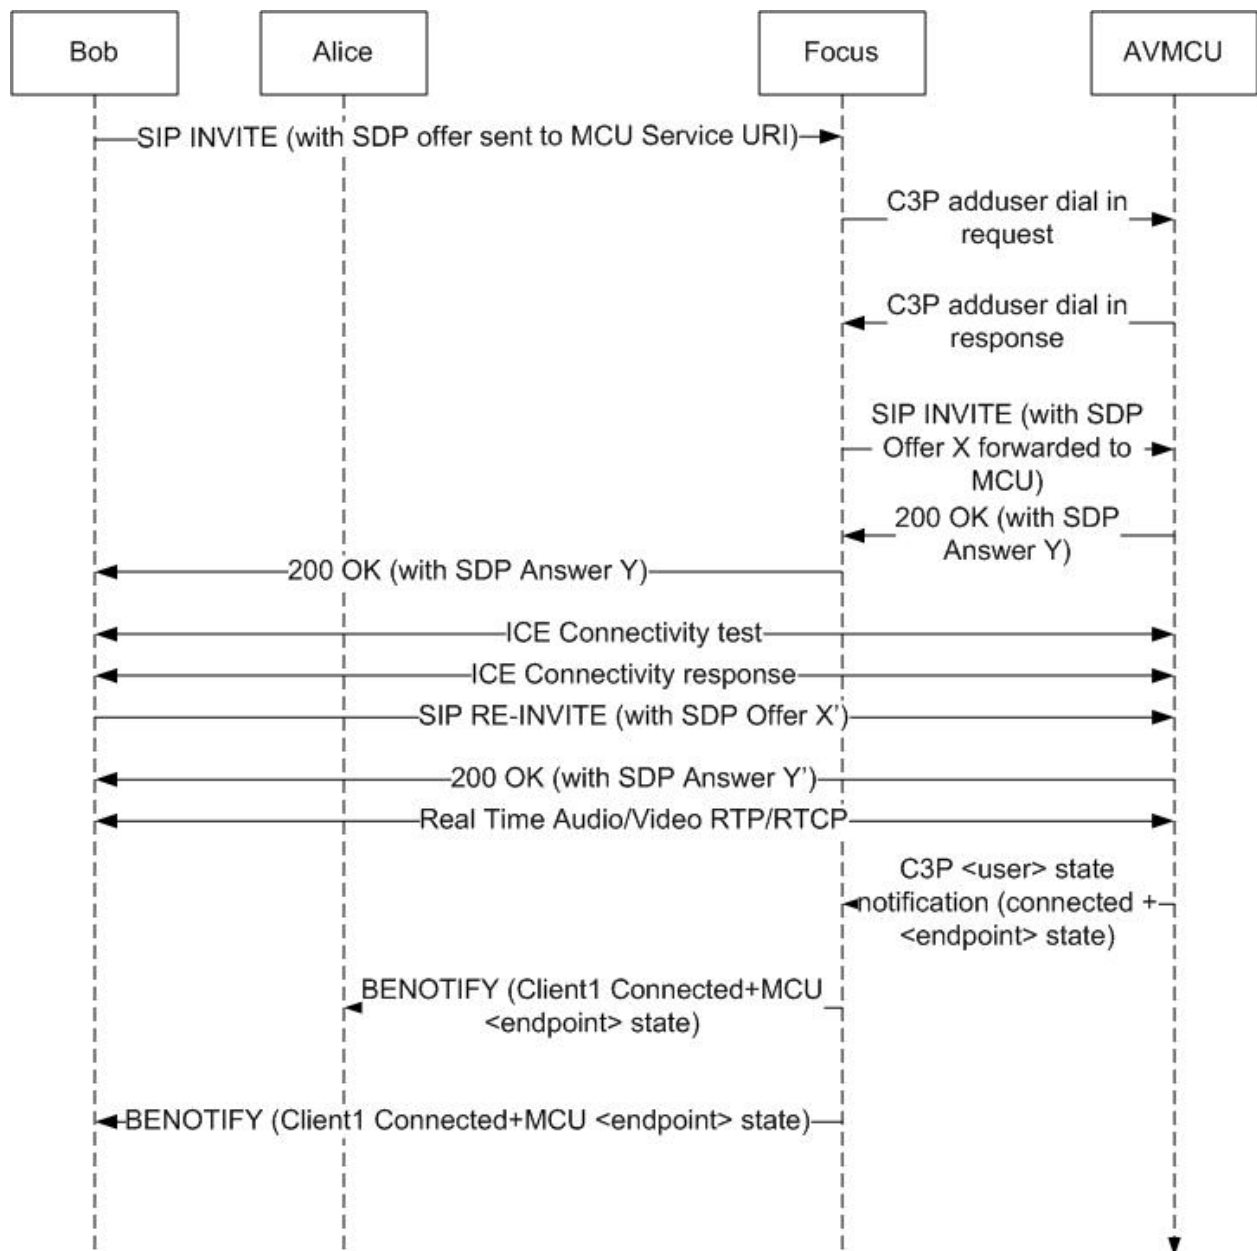 Bob Alice Focus AVMCU
SIP INVITE (with SDP offer sent to MCU Service URI)
C3P adduser dial in
request
C3P adduser dial in
response
SIP INVITE (with SDP
Offer X forwarded to
MCU)
200 OK (with SDP
Answer Y)
200 OK (with SDP Answer Y)
ICE Connectivity test
ICE Connectivity response
SIP RE-INVITE (with SDP Offer X’)
200 OK (with SDP Answer Y’)
Real Time Audio/Video RTP/RTCP
C3P <user> state
notification (connected +
<endpoint> state)
BENOTIFY (Client1 Connected+MCU
<endpoint> state)
BENOTIFY (Client1 Connected+MCU <endpoint> state)